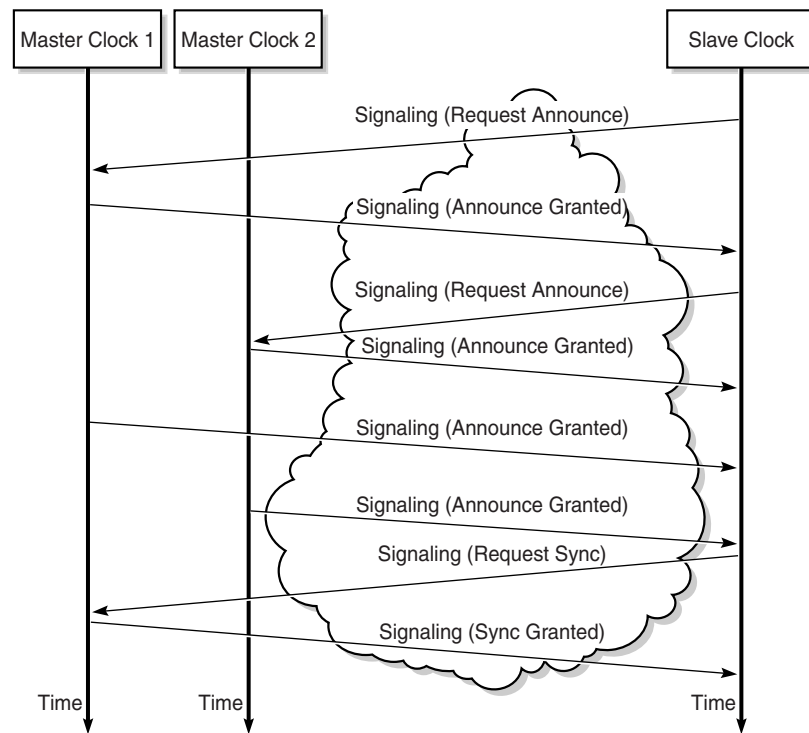 Master Clock 1
Master Clock 2
Slave Clock
Signaling (Request Announce)
Signaling (Announce Granted)
Signaling (Request Announce)
Signaling (Announce Granted)
Signaling (Announce Granted)
Signaling (Announce Granted)
Signaling (Request Sync)
Signaling (Sync Granted)
Time
Time
Time